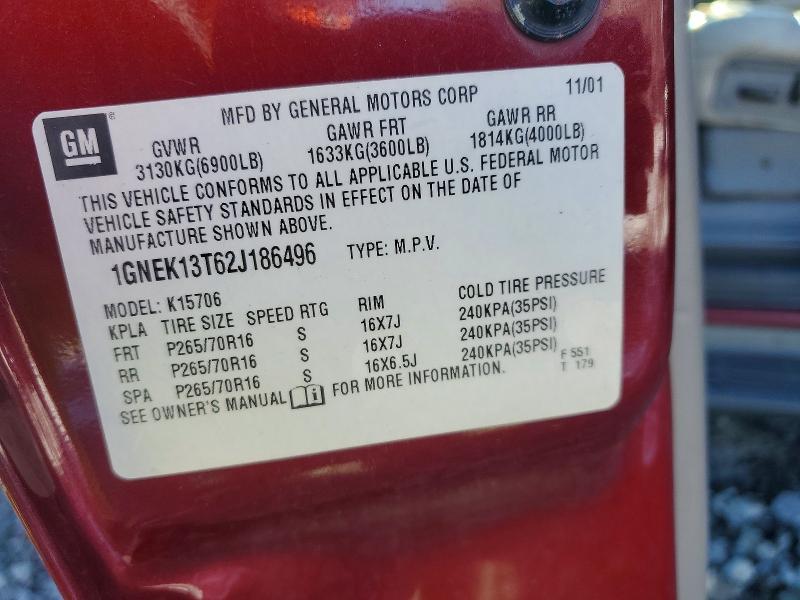 GM
MFD BY GENERAL MOTORS CORP 11/01
GVWR GAWR FRT GAWR RR
3130KG(6900LB) 1633KG(3600LB) 1814KG(4000LB)
THIS VEHICLE CONFORMS TO ALL APPLICABLE U.S. FEDERAL MOTOR
VEHICLE SAFETY STANDARDS IN EFFECT ON THE DATE OF
MANUFACTURE SHOWN ABOVE.
1GNEK13T62J186496 TYPE: M.P.V.
MODEL: K15706
KPLA TIRE SIZE SPEED RTG RIM COLD TIRE PRESSURE
FRT P265/70R16 S 16X7J 240KPA(35PSI)
RR P265/70R16 S 16X7J 240KPA(35PSI)
SPA P265/70R16 S 16X6.5J 240KPA(35PSI)
SEE OWNER'S MANUAL i FOR MORE INFORMATION.
F 551
T 179